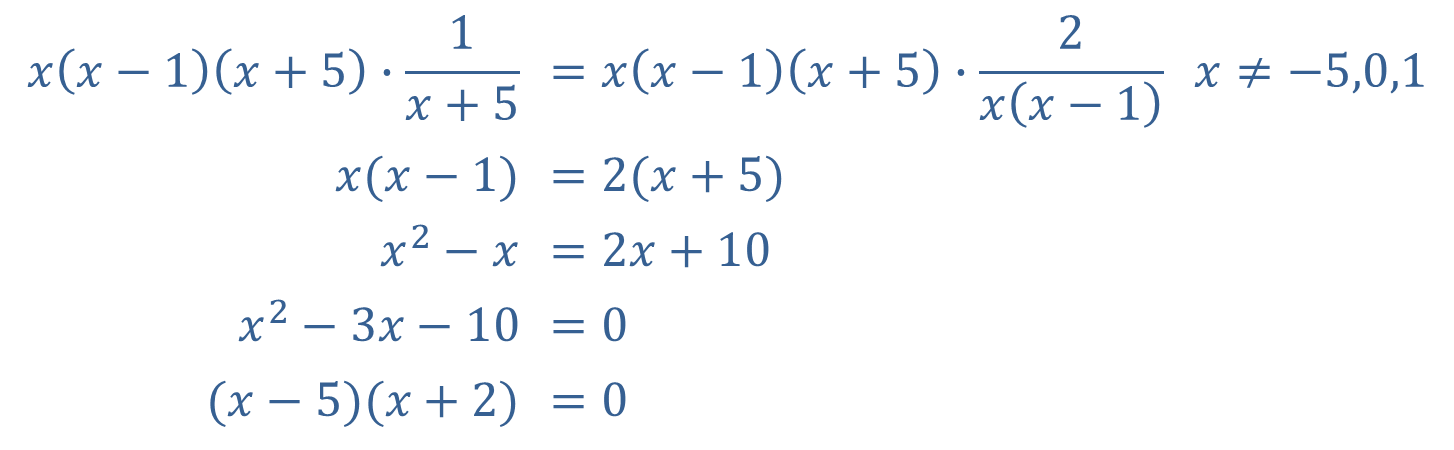 x(x − 1)(x + 5) · 1/(x + 5) = x(x − 1)(x + 5) · 2/(x(x − 1)) x ≠ −5,0,1
x(x − 1) = 2(x + 5)
x² − x = 2x + 10
x² − 3x − 10 = 0
(x − 5)(x + 2) = 0